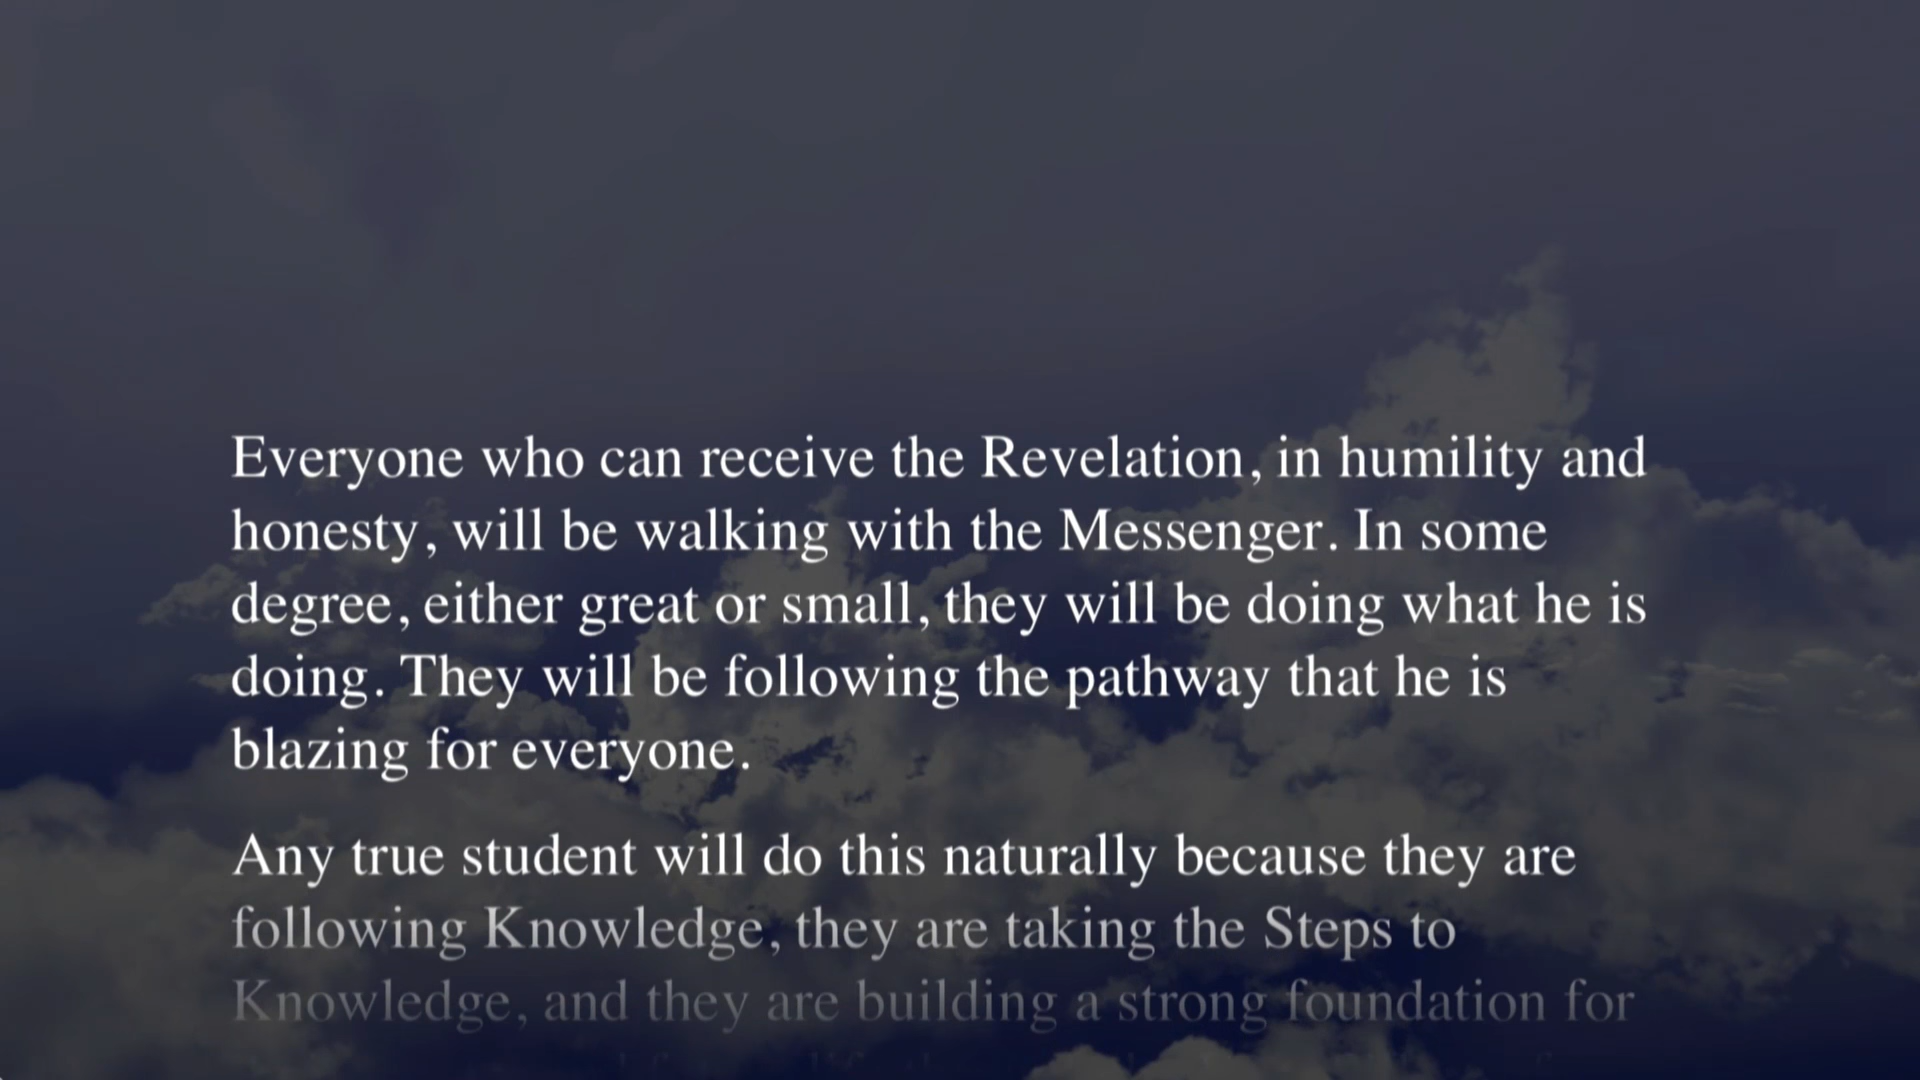 Everyone who can receive the Revelation, in humility and
honesty, will be walking with the Messenger. In some
degree, either great or small, they will be doing what he is
doing. They will be following the pathway that he is
blazing for everyone.
Any true student will do this naturally because they are
following Knowledge, they are taking the Steps to
Knowledge, and they are building a strong foundation for